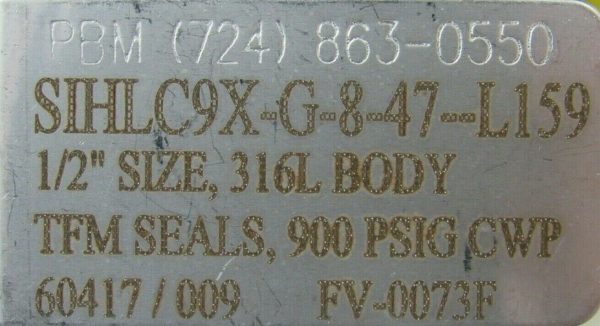 PBM (724) 863-0550
SIHLC9X-G-8-47--L159
1/2" SIZE, 316L BODY
TFM SEALS, 900 PSIG CWP
60417/009 FV-0073F